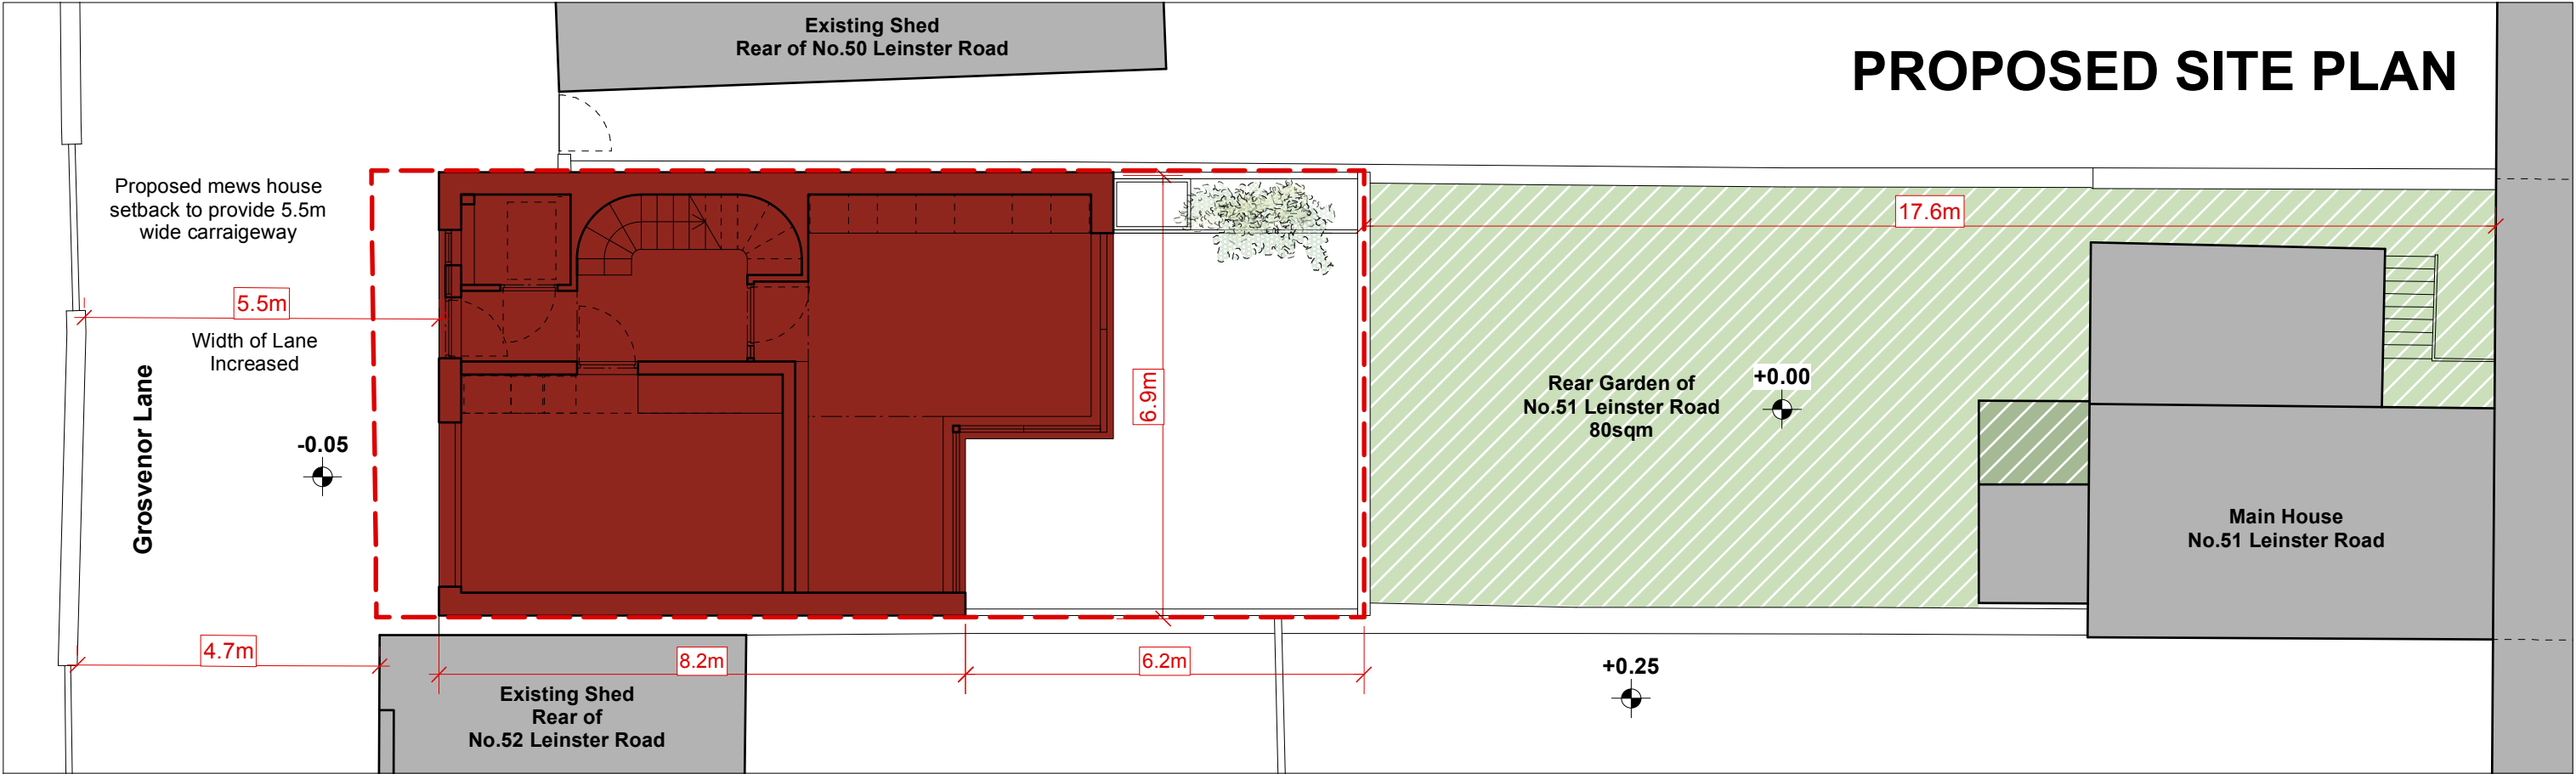 Existing Shed
Rear of No.50 Leinster Road
PROPOSED SITE PLAN
Proposed mews house
setback to provide 5.5m
wide carraigeway
17.6m
5.5m
Width of Lane
Increased
Grosvenor Lane
-0.05
6.9m
Rear Garden of
No.51 Leinster Road
80sqm
+0.00
Main House
No.51 Leinster Road
4.7m
8.2m
6.2m
+0.25
Existing Shed
Rear of
No.52 Leinster Road